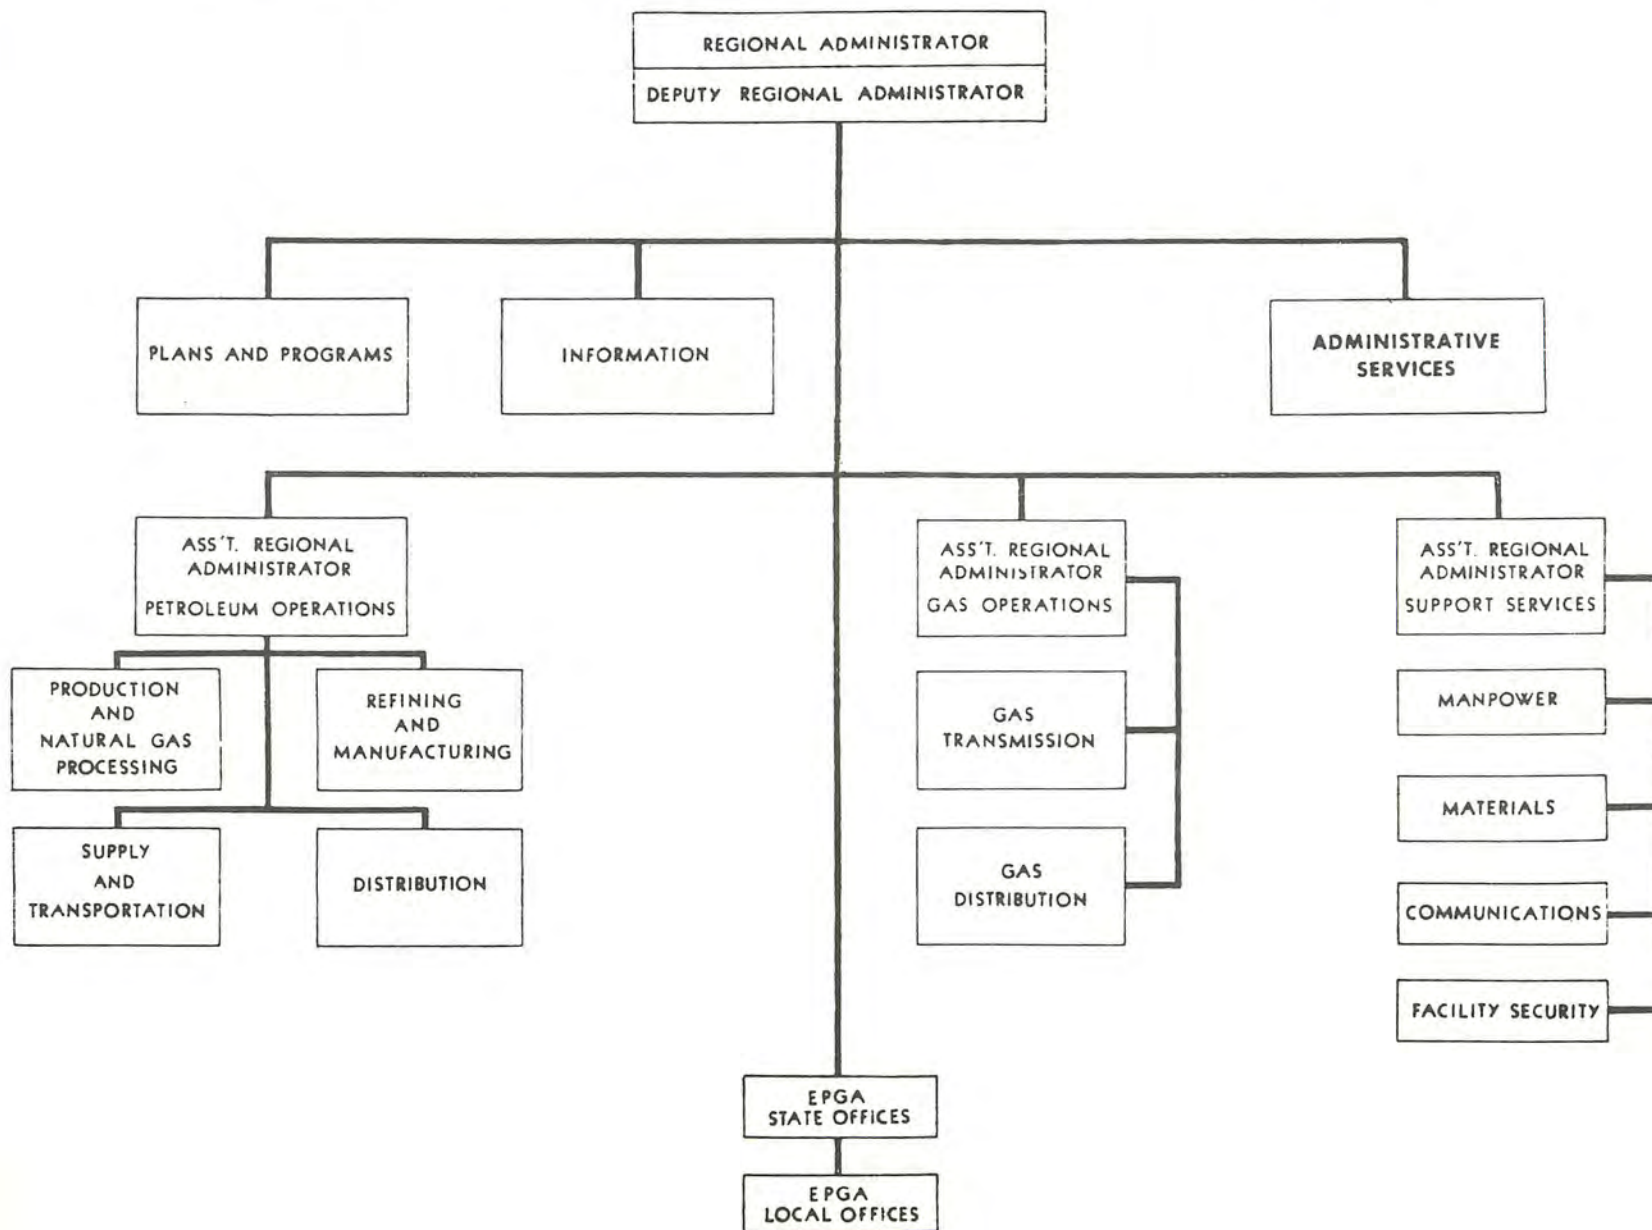 REGIONAL ADMINISTRATOR
DEPUTY REGIONAL ADMINISTRATOR
PLANS AND PROGRAMS
INFORMATION
ADMINISTRATIVE
SERVICES
ASS'T. REGIONAL
ADMINISTRATOR
PETROLEUM OPERATIONS
PRODUCTION
AND
NATURAL GAS
PROCESSING
REFINING
AND
MANUFACTURING
SUPPLY
AND
TRANSPORTATION
DISTRIBUTION
ASS'T. REGIONAL
ADMINISTRATOR
GAS OPERATIONS
GAS
TRANSMISSION
GAS
DISTRIBUTION
ASS'T. REGIONAL
ADMINISTRATOR
SUPPORT SERVICES
MANPOWER
MATERIALS
COMMUNICATIONS
FACILITY SECURITY
EPGA
STATE OFFICES
EPGA
LOCAL OFFICES